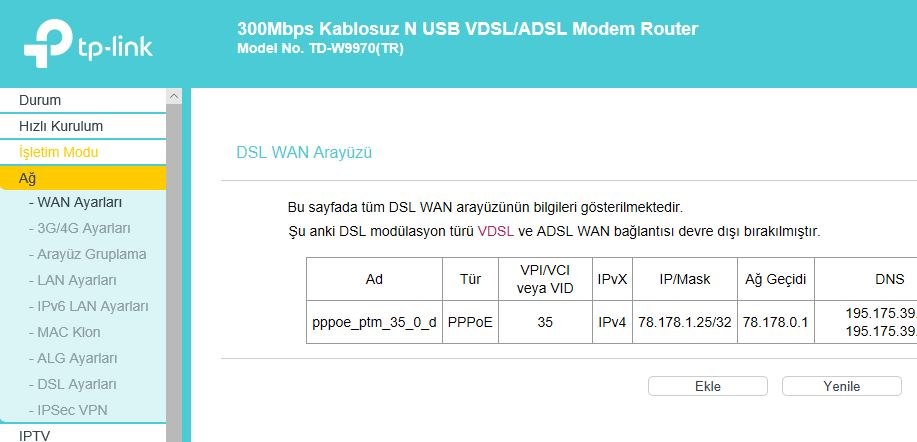 tp-link
300Mbps Kablosuz N USB VDSL/ADSL Modem Router
Model No. TD-W9970(TR)
Durum
Hızlı Kurulum
İşletim Modu
Ağ
- WAN Ayarları
- 3G/4G Ayarları
- Arayüz Gruplama
- LAN Ayarları
- IPv6 LAN Ayarları
- MAC Klon
- ALG Ayarları
- DSL Ayarları
- IPSec VPN
IPTV
DSL WAN Arayüzü
Bu sayfada tüm DSL WAN arayüzünün bilgileri gösterilmektedir.
Şu anki DSL modülasyon türü VDSL ve ADSL WAN bağlantısı devre dışı bırakılmıştır.
Ad Tür VPI/VCI veya VID IPvX IP/Mask Ağ Geçidi DNS
pppoe_ptm_35_0_d PPPoE 35 IPv4 78.178.1.25/32 78.178.0.1 195.175.39. 195.175.39.
Ekle Yenile